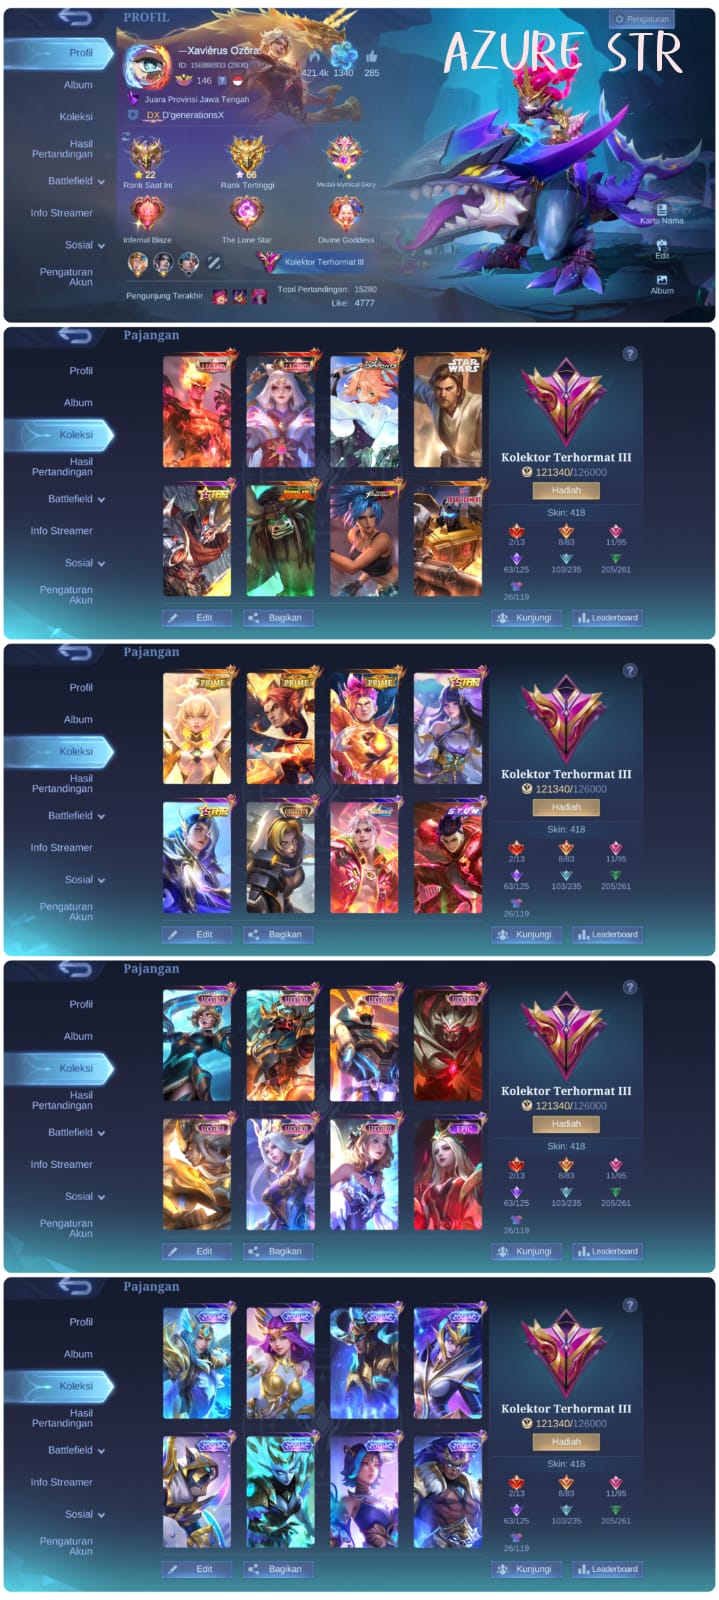 PROFIL
Pengaturan
AZURE STR
Profil
Album
Koleksi
Hasil
Pertandingan
Battlefield
Info Streamer
Sosial
Pengaturan
Akun
—Xavièrus Ozora
ID: 156886933 (2806)
146 ?
421.4k 1340 285
Juara Provinsi Jawa Tengah
DX D'generationsX
22
Rank Saat Ini
66
Rank Tertinggi
Medali Mythical Glory
Infernal Blaze
The Lone Star
Divine Goddess
Kolektor Terhormat III
Pengunjung Terakhir
Total Pertandingan: 15280
Like: 4777
Kartu Nama
Edit
Album
Pajangan
Profil
Album
Koleksi
Hasil
Pertandingan
Battlefield
Info Streamer
Sosial
Pengaturan
Akun
LEGEND
LEGEND
STAR WARS
STAR
KUNG FU PANDA
?
Kolektor Terhormat III
121340/126000
Hadiah
Skin: 418
2/13 8/83 11/95
63/125 103/235 205/261
26/119
Edit
Bagikan
Kunjungi
Leaderboard
Pajangan
Profil
Album
Koleksi
Hasil
Pertandingan
Battlefield
Info Streamer
Sosial
Pengaturan
Akun
PRIME
PRIME
PRIME
STAR
STAR
COLLECTOR
S.T.U.N
?
Kolektor Terhormat III
121340/126000
Hadiah
Skin: 418
2/13 8/83 11/95
63/125 103/235 205/261
26/119
Edit
Bagikan
Kunjungi
Leaderboard
Pajangan
Profil
Album
Koleksi
Hasil
Pertandingan
Battlefield
Info Streamer
Sosial
Pengaturan
Akun
LUCKYBOX
LUCKYBOX
LUCKYBOX
LUCKYBOX
LUCKYBOX
LUCKYBOX
LUCKYBOX
EPIC
?
Kolektor Terhormat III
121340/126000
Hadiah
Skin: 418
2/13 8/83 11/95
63/125 103/235 205/261
26/119
Edit
Bagikan
Kunjungi
Leaderboard
Pajangan
Profil
Album
Koleksi
Hasil
Pertandingan
Battlefield
Info Streamer
Sosial
Pengaturan
Akun
ZODIAC
ZODIAC
ZODIAC
ZODIAC
ZODIAC
ZODIAC
ZODIAC
ZODIAC
?
Kolektor Terhormat III
121340/126000
Hadiah
Skin: 418
2/13 8/83 11/95
63/125 103/235 205/261
26/119
Edit
Bagikan
Kunjungi
Leaderboard